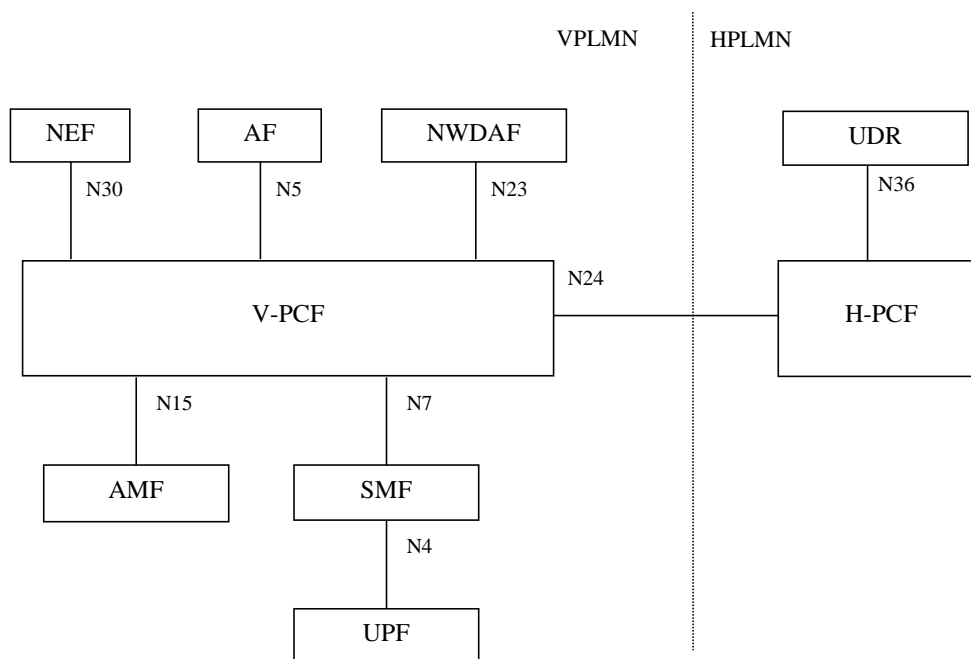 VPLMN
HPLMN
NEF
AF
NWDAF
UDR
N30
N5
N23
N36
N24
V-PCF
H-PCF
N15
N7
AMF
SMF
N4
UPF